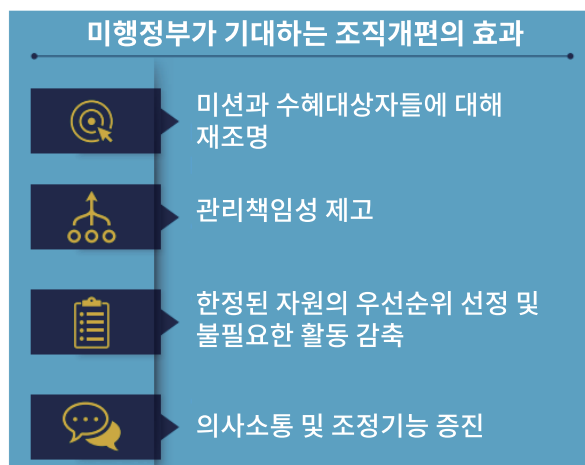 미행정부가 기대하는 조직개편의 효과
미션과 수혜대상자들에 대해
재조명
관리책임성 제고
한정된 자원의 우선순위 선정 및
불필요한 활동 감축
의사소통 및 조정기능 증진